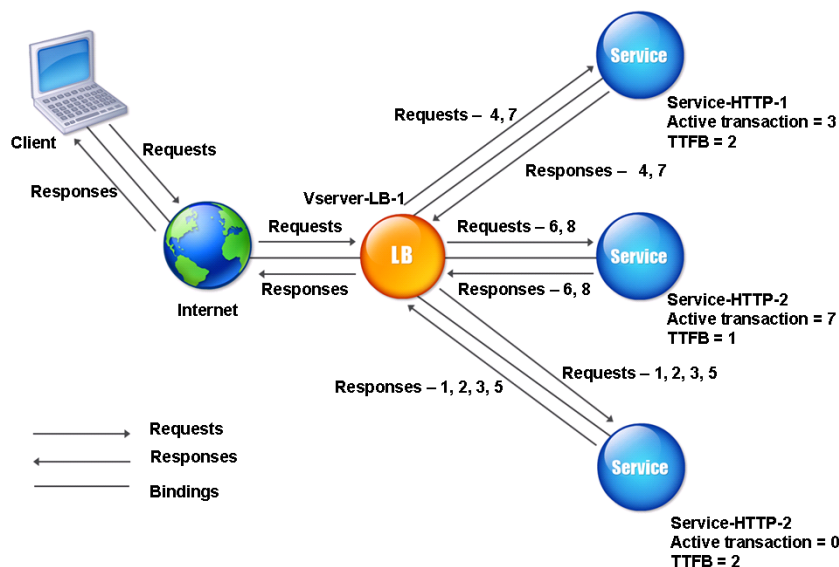 Service
Service-HTTP-1
Active transaction = 3
TTFB = 2
Client
Requests
Responses
Requests – 4, 7
Responses – 4, 7
Vserver-LB-1
Requests
LB
Responses
Internet
Requests – 6, 8
Responses – 6, 8
Service
Service-HTTP-2
Active transaction = 7
TTFB = 1
Requests – 1, 2, 3, 5
Responses – 1, 2, 3, 5
Service
Service-HTTP-2
Active transaction = 0
TTFB = 2
Requests
Responses
Bindings